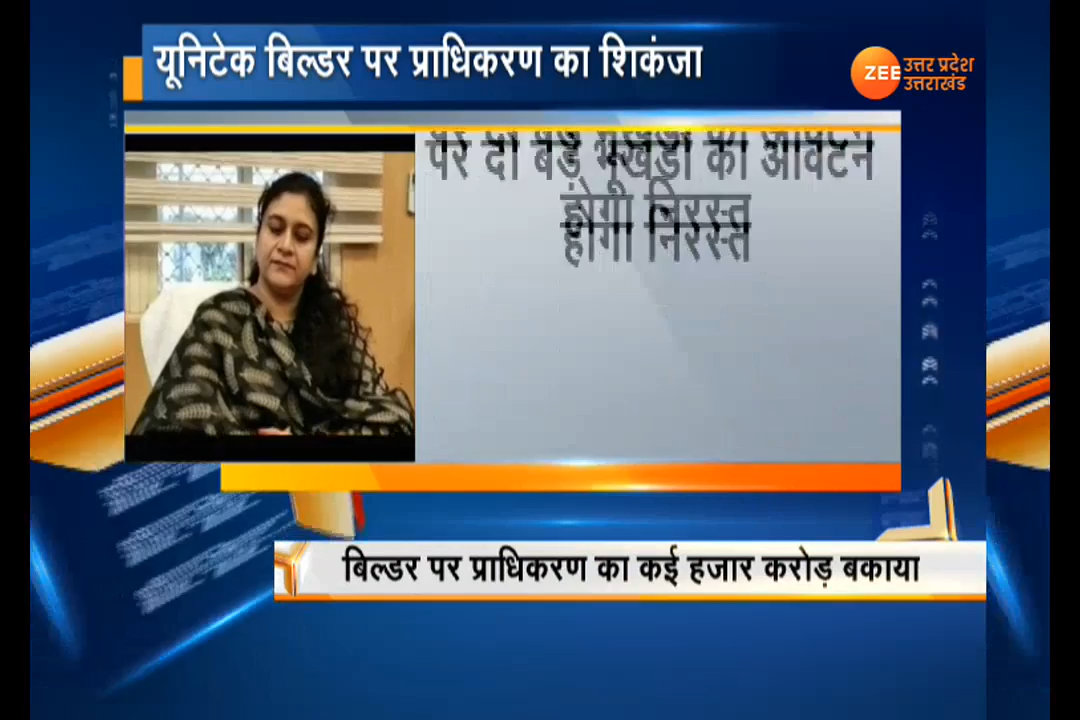 यूनिटेक बिल्डर पर प्राधिकरण का शिकंजा
ZEE उत्तर प्रदेश
उत्तराखंड
पर दो बड़े भूखंडों का आवंटन
होगा निरस्त
बिल्डर पर प्राधिकरण का कई हजार करोड़ बकाया